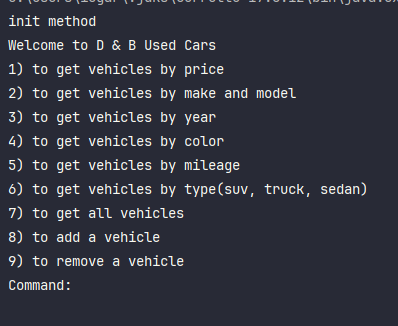 init method
Welcome to D & B Used Cars
1) to get vehicles by price
2) to get vehicles by make and model
3) to get vehicles by year
4) to get vehicles by color
5) to get vehicles by mileage
6) to get vehicles by type(suv, truck, sedan)
7) to get all vehicles
8) to add a vehicle
9) to remove a vehicle
Command: